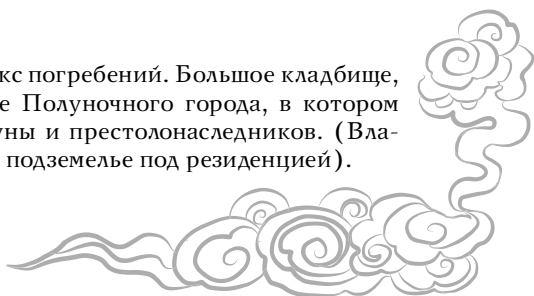 кс погребений. Большое кладбище,
е Полуночного города, в котором
уны и престолонаследников. (Вла-
подземелье под резиденцией).